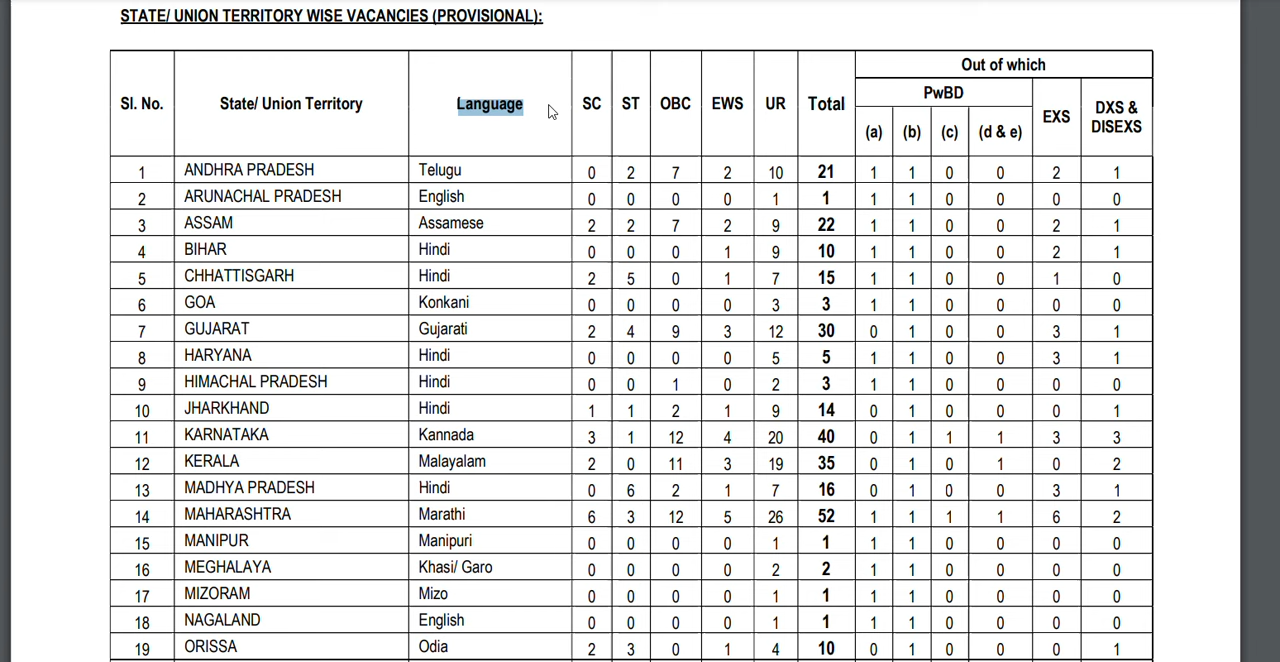 STATE/ UNION TERRITORY WISE VACANCIES (PROVISIONAL):
Sl. No. State/ Union Territory Language SC ST OBC EWS UR Total Out of which
PwBD EXS DXS & DISEXS
(a) (b) (c) (d & e)
1 ANDHRA PRADESH Telugu 0 2 7 2 10 21 1 1 0 0 2 1
2 ARUNACHAL PRADESH English 0 0 0 0 1 1 1 1 0 0 0 0
3 ASSAM Assamese 2 2 7 2 9 22 1 1 0 0 2 1
4 BIHAR Hindi 0 0 0 1 9 10 1 1 0 0 2 1
5 CHHATTISGARH Hindi 2 5 0 1 7 15 1 1 0 0 1 0
6 GOA Konkani 0 0 0 0 3 3 1 1 0 0 0 0
7 GUJARAT Gujarati 2 4 9 3 12 30 0 1 0 0 3 1
8 HARYANA Hindi 0 0 0 0 5 5 1 1 0 0 3 1
9 HIMACHAL PRADESH Hindi 0 0 1 0 2 3 1 1 0 0 0 0
10 JHARKHAND Hindi 1 1 2 1 9 14 0 1 0 0 0 1
11 KARNATAKA Kannada 3 1 12 4 20 40 0 1 1 1 3 3
12 KERALA Malayalam 2 0 11 3 19 35 0 1 0 1 0 2
13 MADHYA PRADESH Hindi 0 6 2 1 7 16 0 1 0 0 3 1
14 MAHARASHTRA Marathi 6 3 12 5 26 52 1 1 1 1 6 2
15 MANIPUR Manipuri 0 0 0 0 1 1 1 1 0 0 0 0
16 MEGHALAYA Khasi/ Garo 0 0 0 0 2 2 1 1 0 0 0 0
17 MIZORAM Mizo 0 0 0 0 1 1 1 1 0 0 0 0
18 NAGALAND English 0 0 0 0 1 1 1 1 0 0 0 0
19 ORISSA Odia 2 3 0 1 4 10 0 1 0 0 0 1